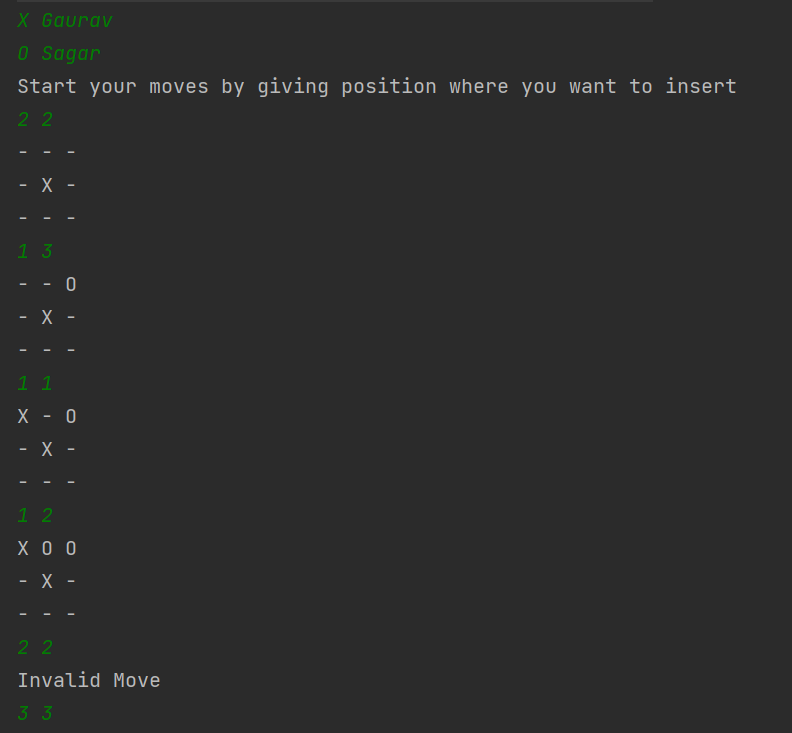 X Gaurav
O Sagar
Start your moves by giving position where you want to insert
2 2
- - -
- X -
- - -
1 3
- - O
- X -
- - -
1 1
X - O
- X -
- - -
1 2
X O O
- X -
- - -
2 2
Invalid Move
3 3